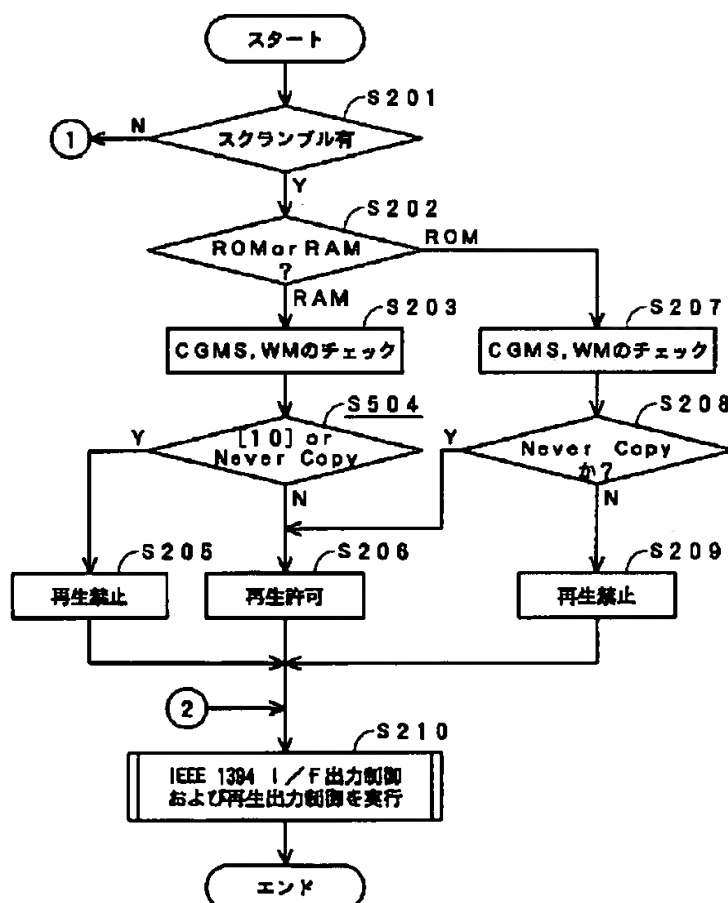 スタート
S201
スクランブル有
N
1
Y
S202
ROMorRAM
?
ROM
RAM
S203
CGMS,WMのチェック
S207
CGMS,WMのチェック
S504
[10] or
Never Copy
Y
N
S208
Never Copy
か?
Y
N
S205
再生禁止
S206
再生許可
S209
再生禁止
2
S210
IEEE 1394 I/F出力制御
および再生出力制御を実行
エンド